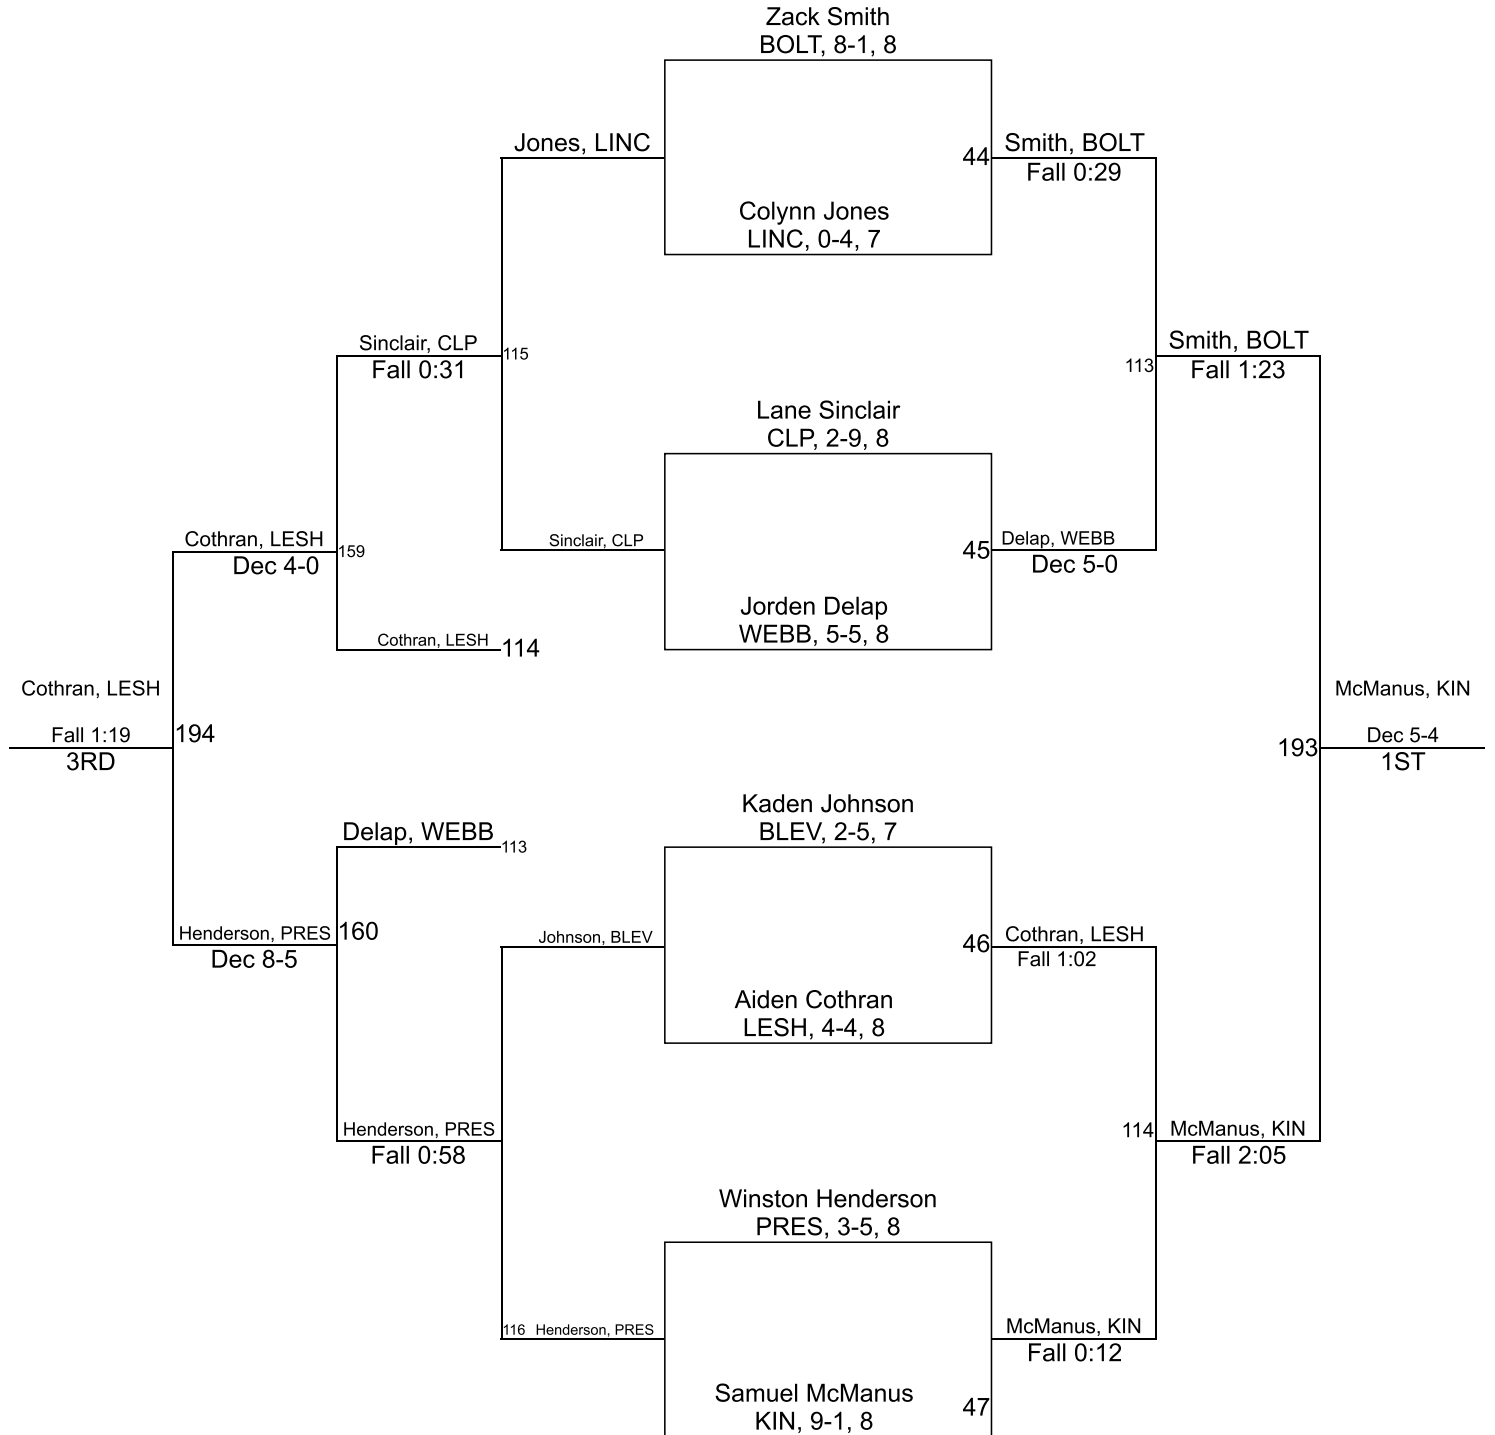 Zack Smith
BOLT, 8-1, 8
Jones, LINC
44
Smith, BOLT
Fall 0:29
Colynn Jones
LINC, 0-4, 7
Sinclair, CLP
115
Fall 0:31
Smith, BOLT
113
Fall 1:23
Lane Sinclair
CLP, 2-9, 8
Cothran, LESH
159
Dec 4-0
Sinclair, CLP
45
Delap, WEBB
Dec 5-0
Jorden Delap
WEBB, 5-5, 8
Cothran, LESH
114
Cothran, LESH
Fall 1:19
3RD
194
McManus, KIN
193
Dec 5-4
1ST
Kaden Johnson
BLEV, 2-5, 7
Delap, WEBB
113
Henderson, PRES
160
Dec 8-5
Johnson, BLEV
46
Cothran, LESH
Fall 1:02
Aiden Cothran
LESH, 4-4, 8
Henderson, PRES
Fall 0:58
114
McManus, KIN
Fall 2:05
Winston Henderson
PRES, 3-5, 8
116
Henderson, PRES
McManus, KIN
Fall 0:12
Samuel McManus
KIN, 9-1, 8
47